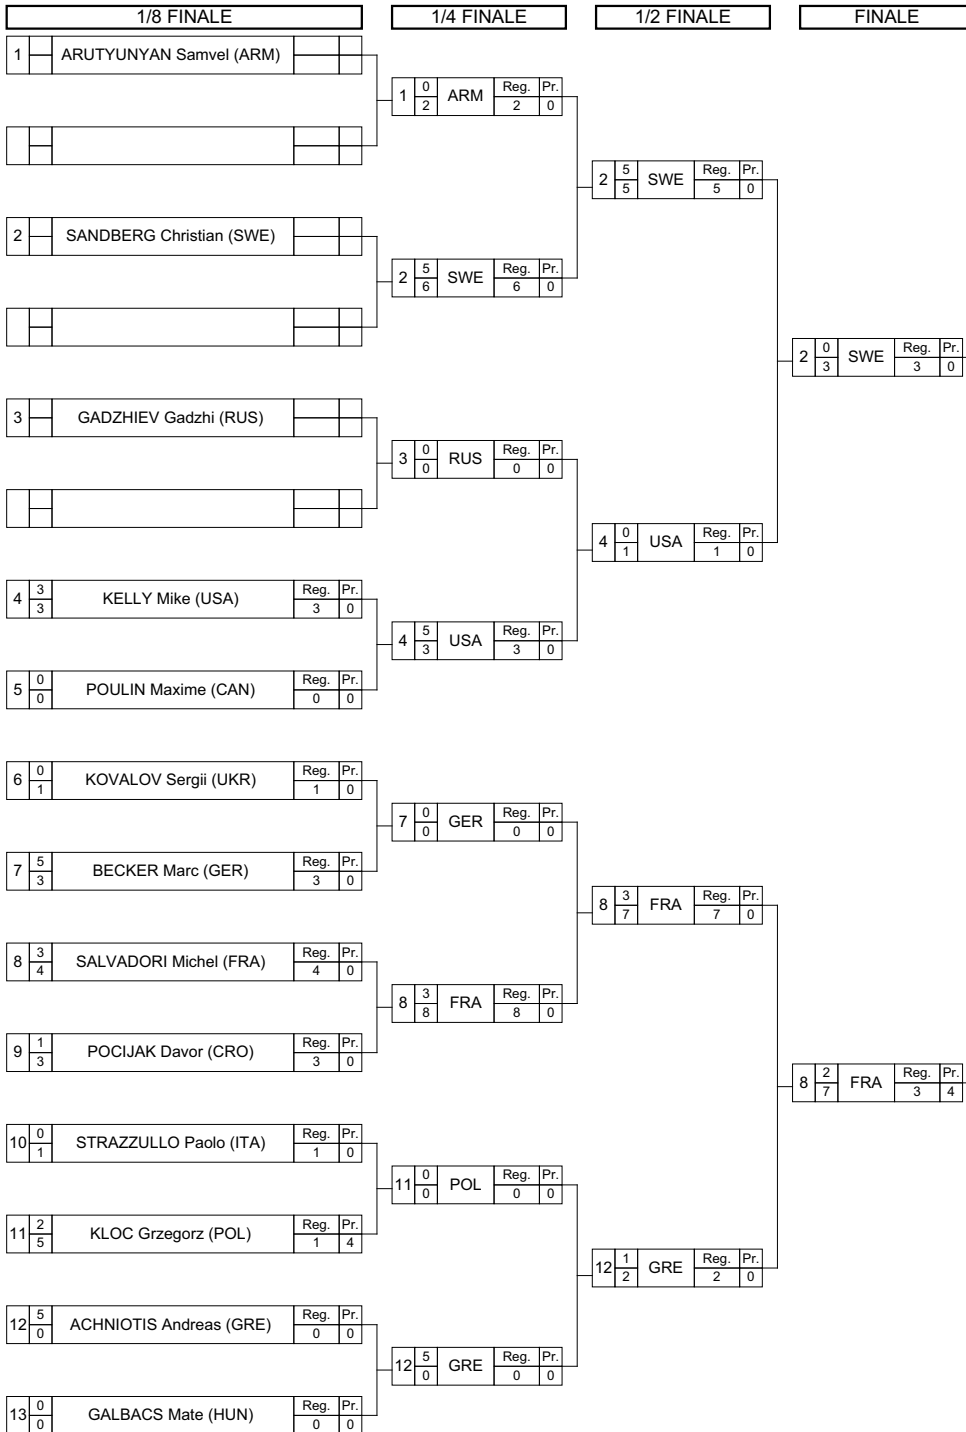 1/8 FINALE
1/4 FINALE
1/2 FINALE
FINALE
1 ARUTYUNYAN Samvel (ARM)
2 SANDBERG Christian (SWE)
3 GADZHIEV Gadzhi (RUS)
4 3 3 KELLY Mike (USA) Reg. Pr. 3 0
5 0 0 POULIN Maxime (CAN) Reg. Pr. 0 0
6 0 1 KOVALOV Sergii (UKR) Reg. Pr. 1 0
7 5 3 BECKER Marc (GER) Reg. Pr. 3 0
8 3 4 SALVADORI Michel (FRA) Reg. Pr. 4 0
9 1 3 POCIJAK Davor (CRO) Reg. Pr. 3 0
10 0 1 STRAZZULLO Paolo (ITA) Reg. Pr. 1 0
11 2 5 KLOC Grzegorz (POL) Reg. Pr. 1 4
12 5 0 ACHNIOTIS Andreas (GRE) Reg. Pr. 0 0
13 0 0 GALBACS Mate (HUN) Reg. Pr. 0 0
1 0 2 ARM Reg. Pr. 2 0
2 5 6 SWE Reg. Pr. 6 0
3 0 0 RUS Reg. Pr. 0 0
4 5 3 USA Reg. Pr. 3 0
7 0 0 GER Reg. Pr. 0 0
8 3 8 FRA Reg. Pr. 8 0
11 0 0 POL Reg. Pr. 0 0
12 5 0 GRE Reg. Pr. 0 0
2 5 5 SWE Reg. Pr. 5 0
4 0 1 USA Reg. Pr. 1 0
8 3 7 FRA Reg. Pr. 7 0
12 1 2 GRE Reg. Pr. 2 0
2 0 3 SWE Reg. Pr. 3 0
8 2 7 FRA Reg. Pr. 3 4